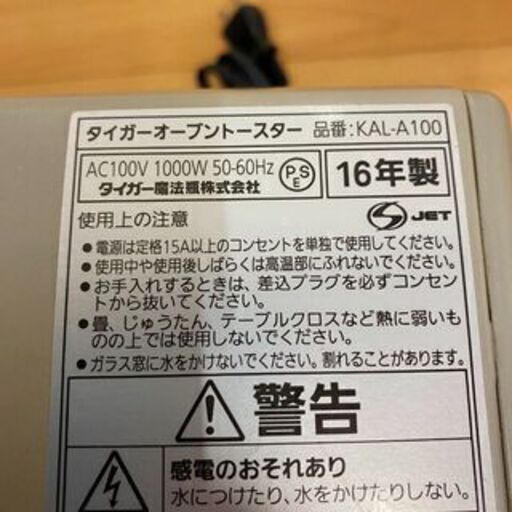 タイガーオーブントースター 品番:KAL-A100
AC100V 1000W 50-60Hz
タイガー魔法瓶株式会社
PSE
16年製
使用上の注意
JET
●電源は定格15A以上のコンセントを単独で使用してください。
●使用中や使用後しばらくは高温部にふれないでください。
●お手入れするときは、差込プラグを必ずコンセン
トから抜いてください。
●畳、じゅうたん、テーブルクロスなど熱に弱いも
のの上では使用しないでください。
●ガラス窓に水をかけないでください。割れることがあります。
警告
感電のおそれあり
水につけたり、水をかけたりしない。